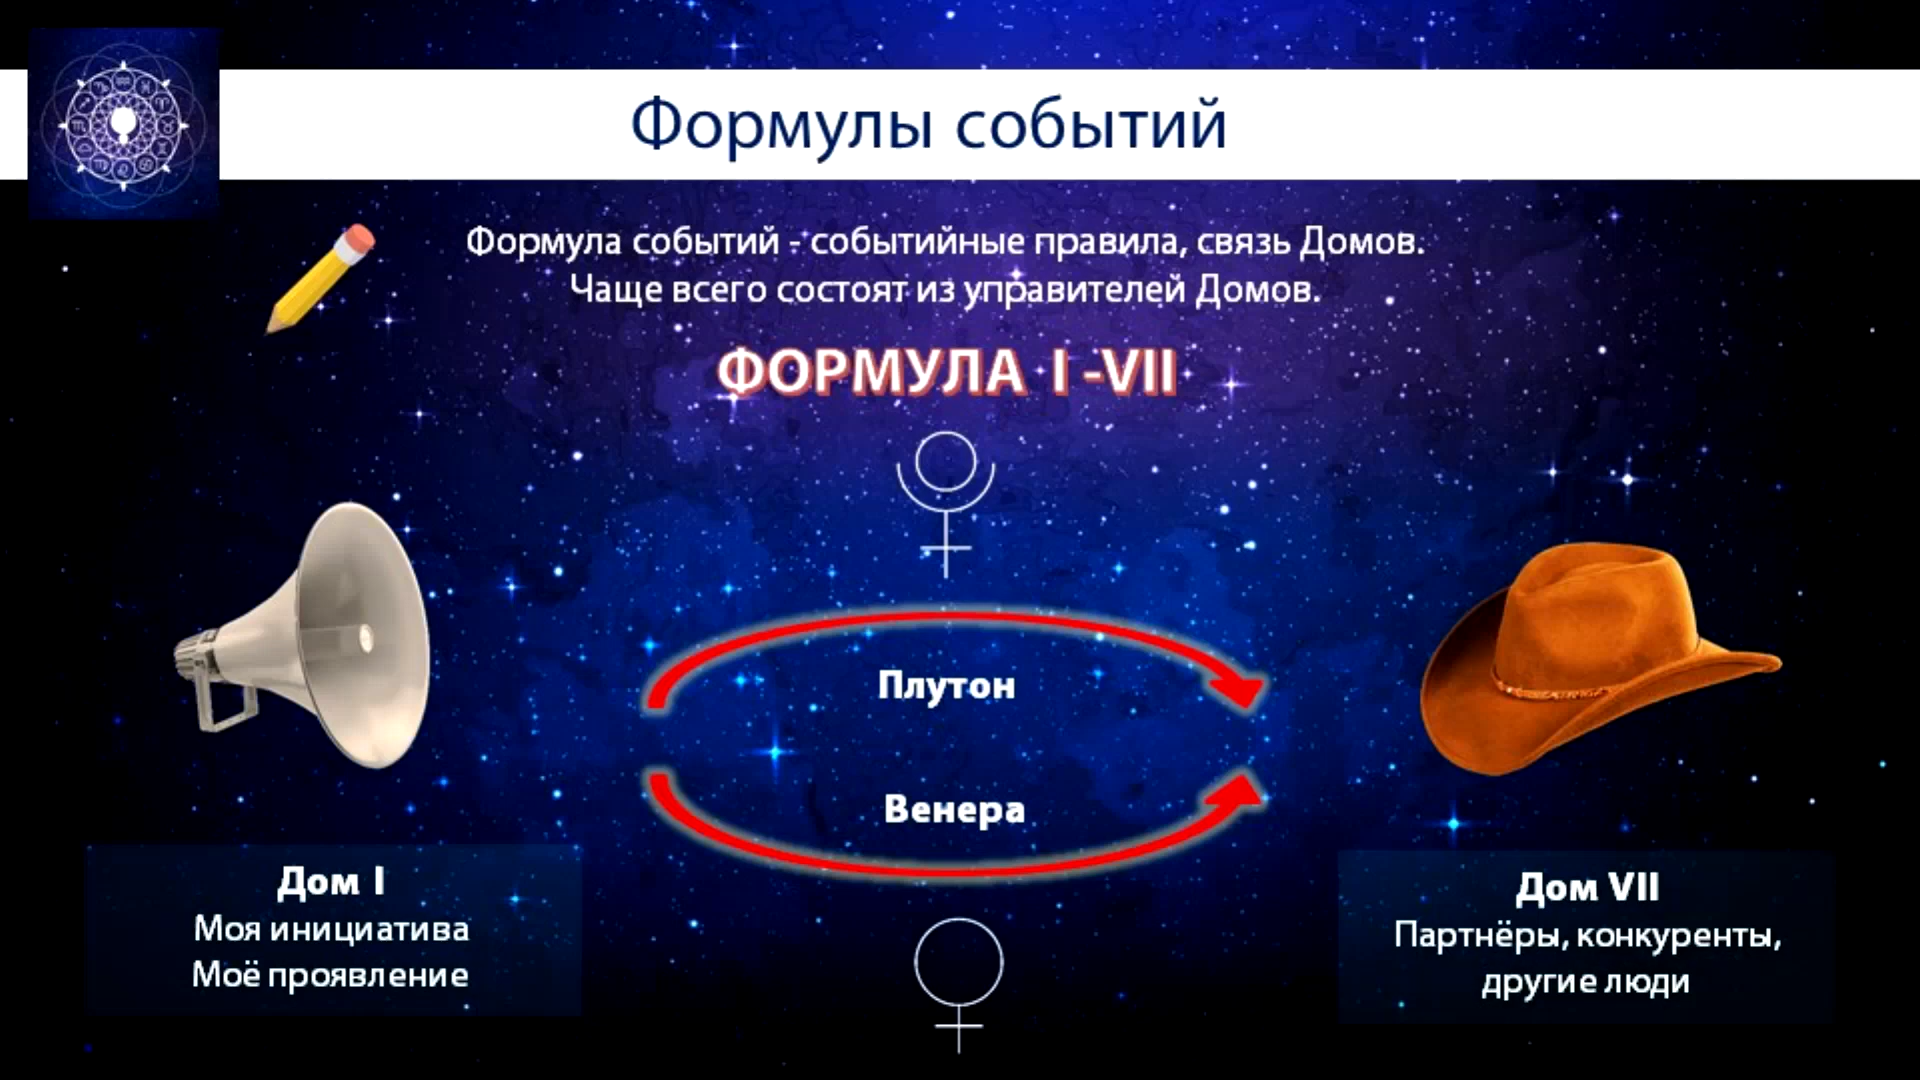 Формулы событий
Формула событий - событийные правила, связь Домов.
Чаще всего состоят из управителей Домов.
ФОРМУЛА I -VII
Плутон
Венера
Дом I
Моя инициатива
Моё проявление
Дом VII
Партнёры, конкуренты,
другие люди